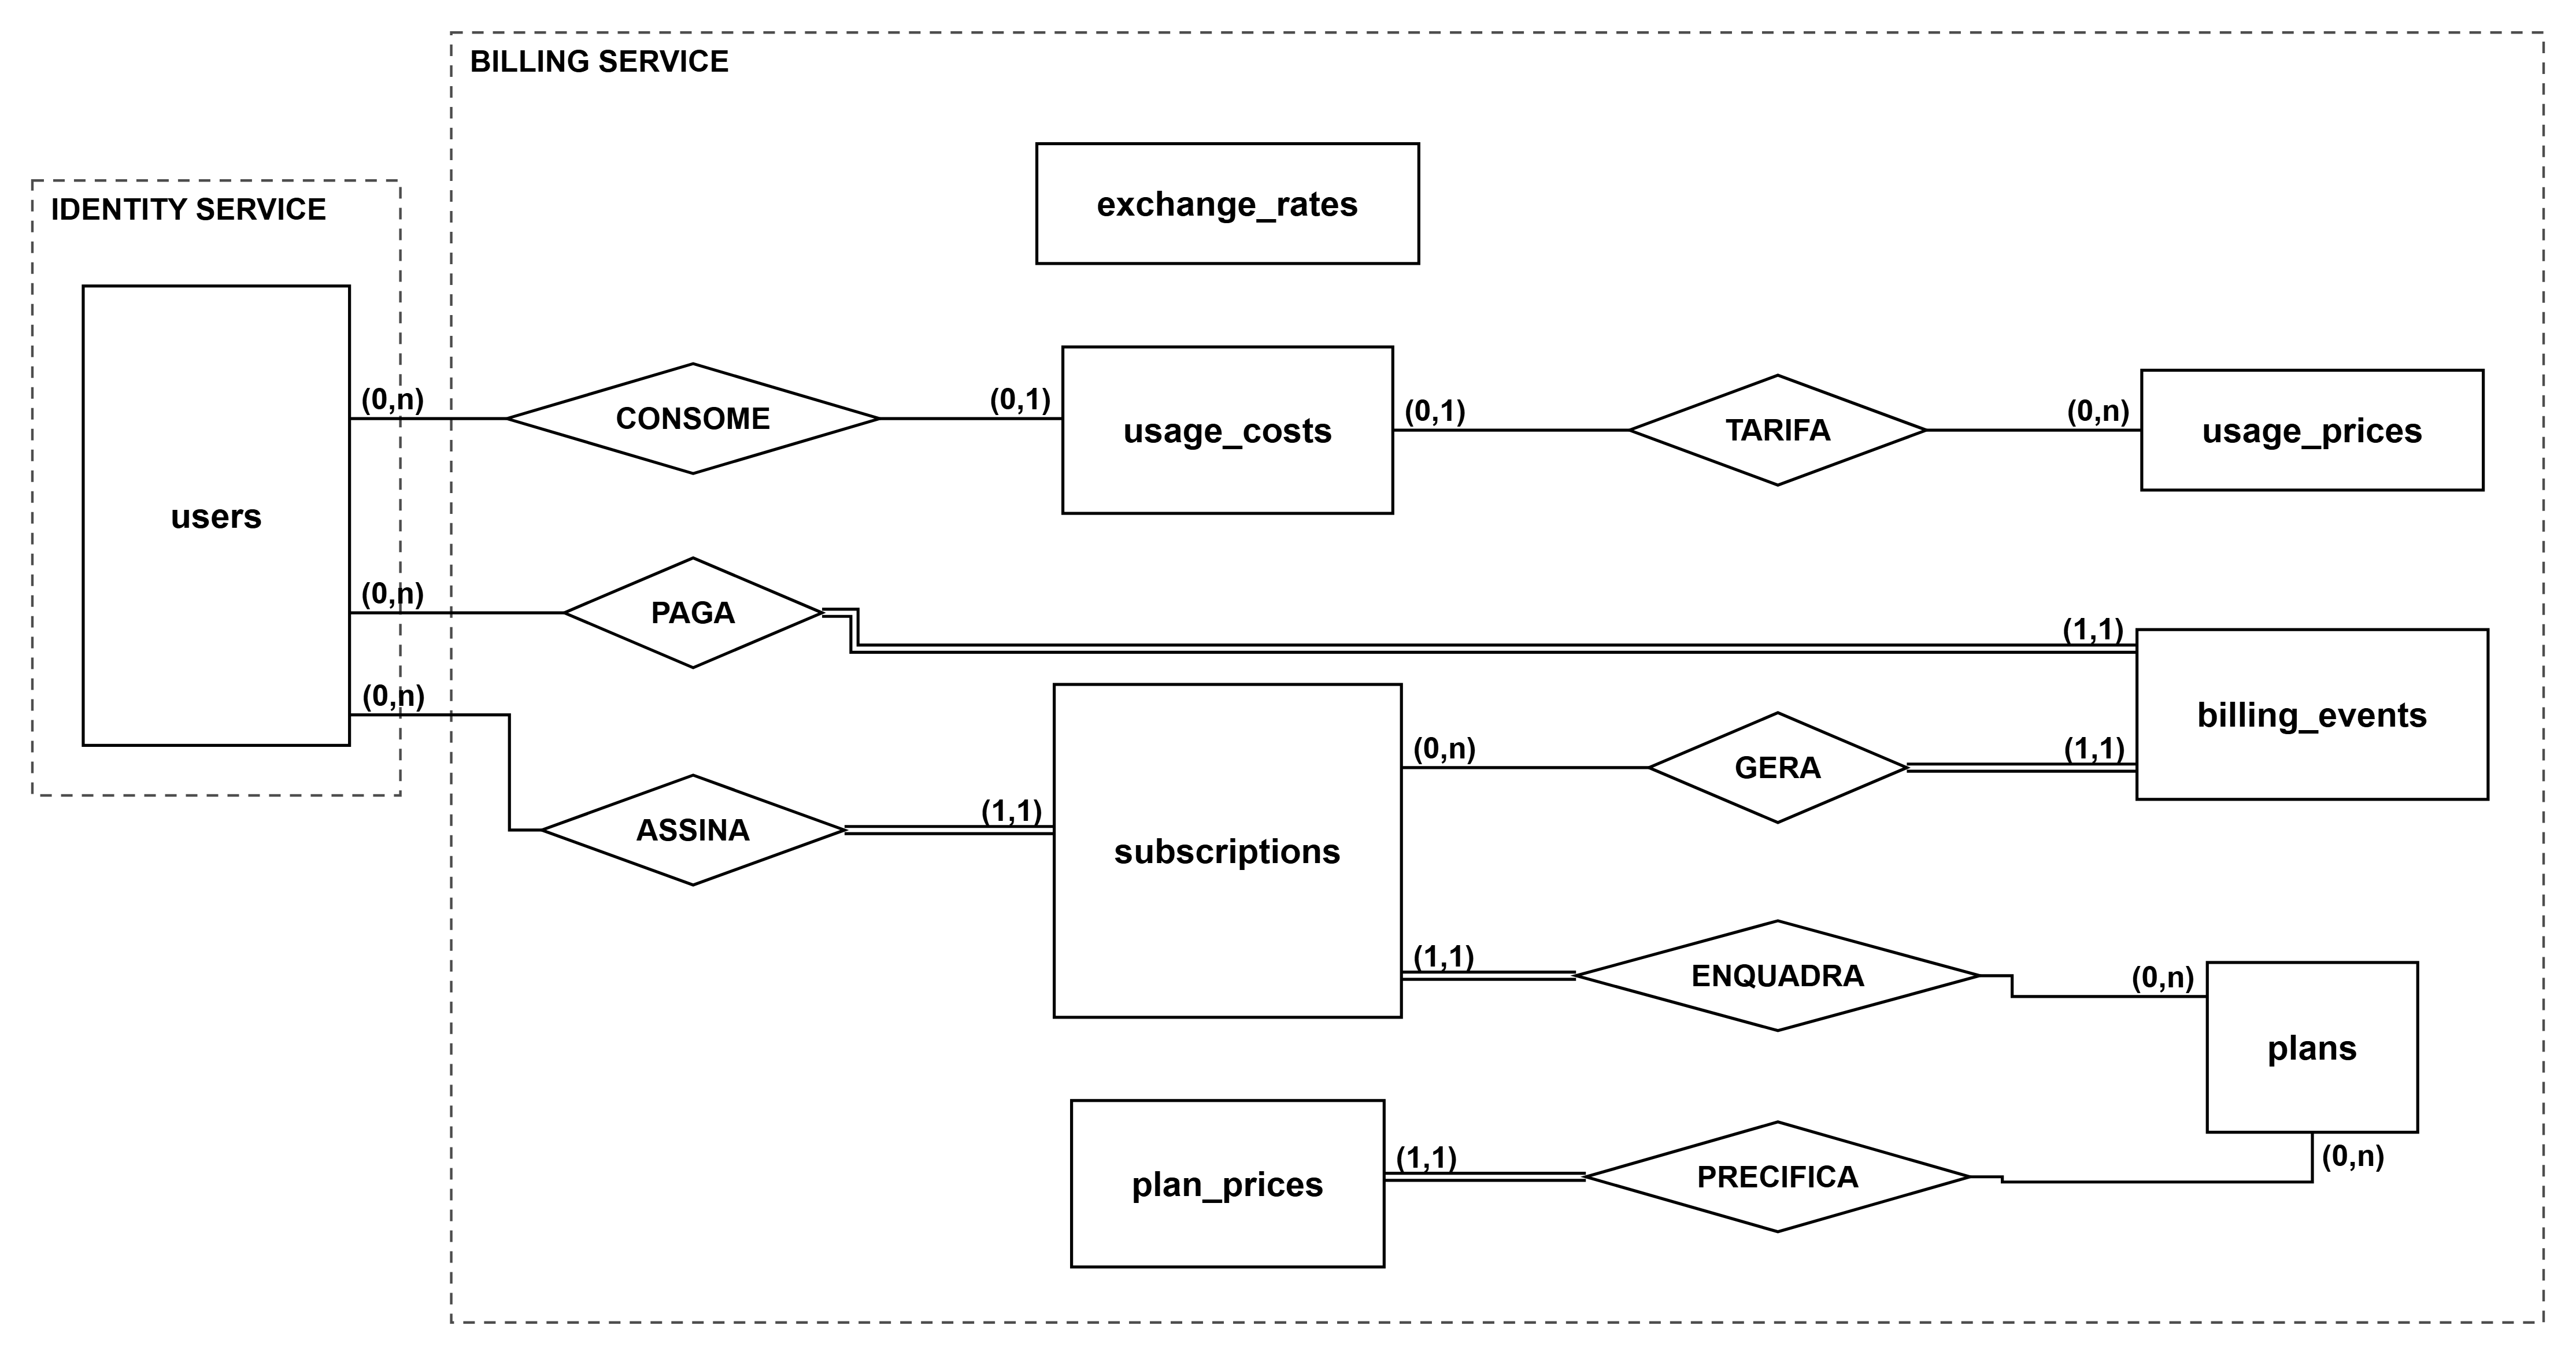 BILLING SERVICE
exchange_rates
IDENTITY SERVICE
users
(0,n)
CONSOME
(0,1)
usage_costs
(0,1)
TARIFA
(0,n)
usage_prices
(0,n)
PAGA
(1,1)
billing_events
(0,n)
ASSINA
(1,1)
subscriptions
(0,n)
GERA
(1,1)
(1,1)
ENQUADRA
(0,n)
plans
(0,n)
plan_prices
(1,1)
PRECIFICA